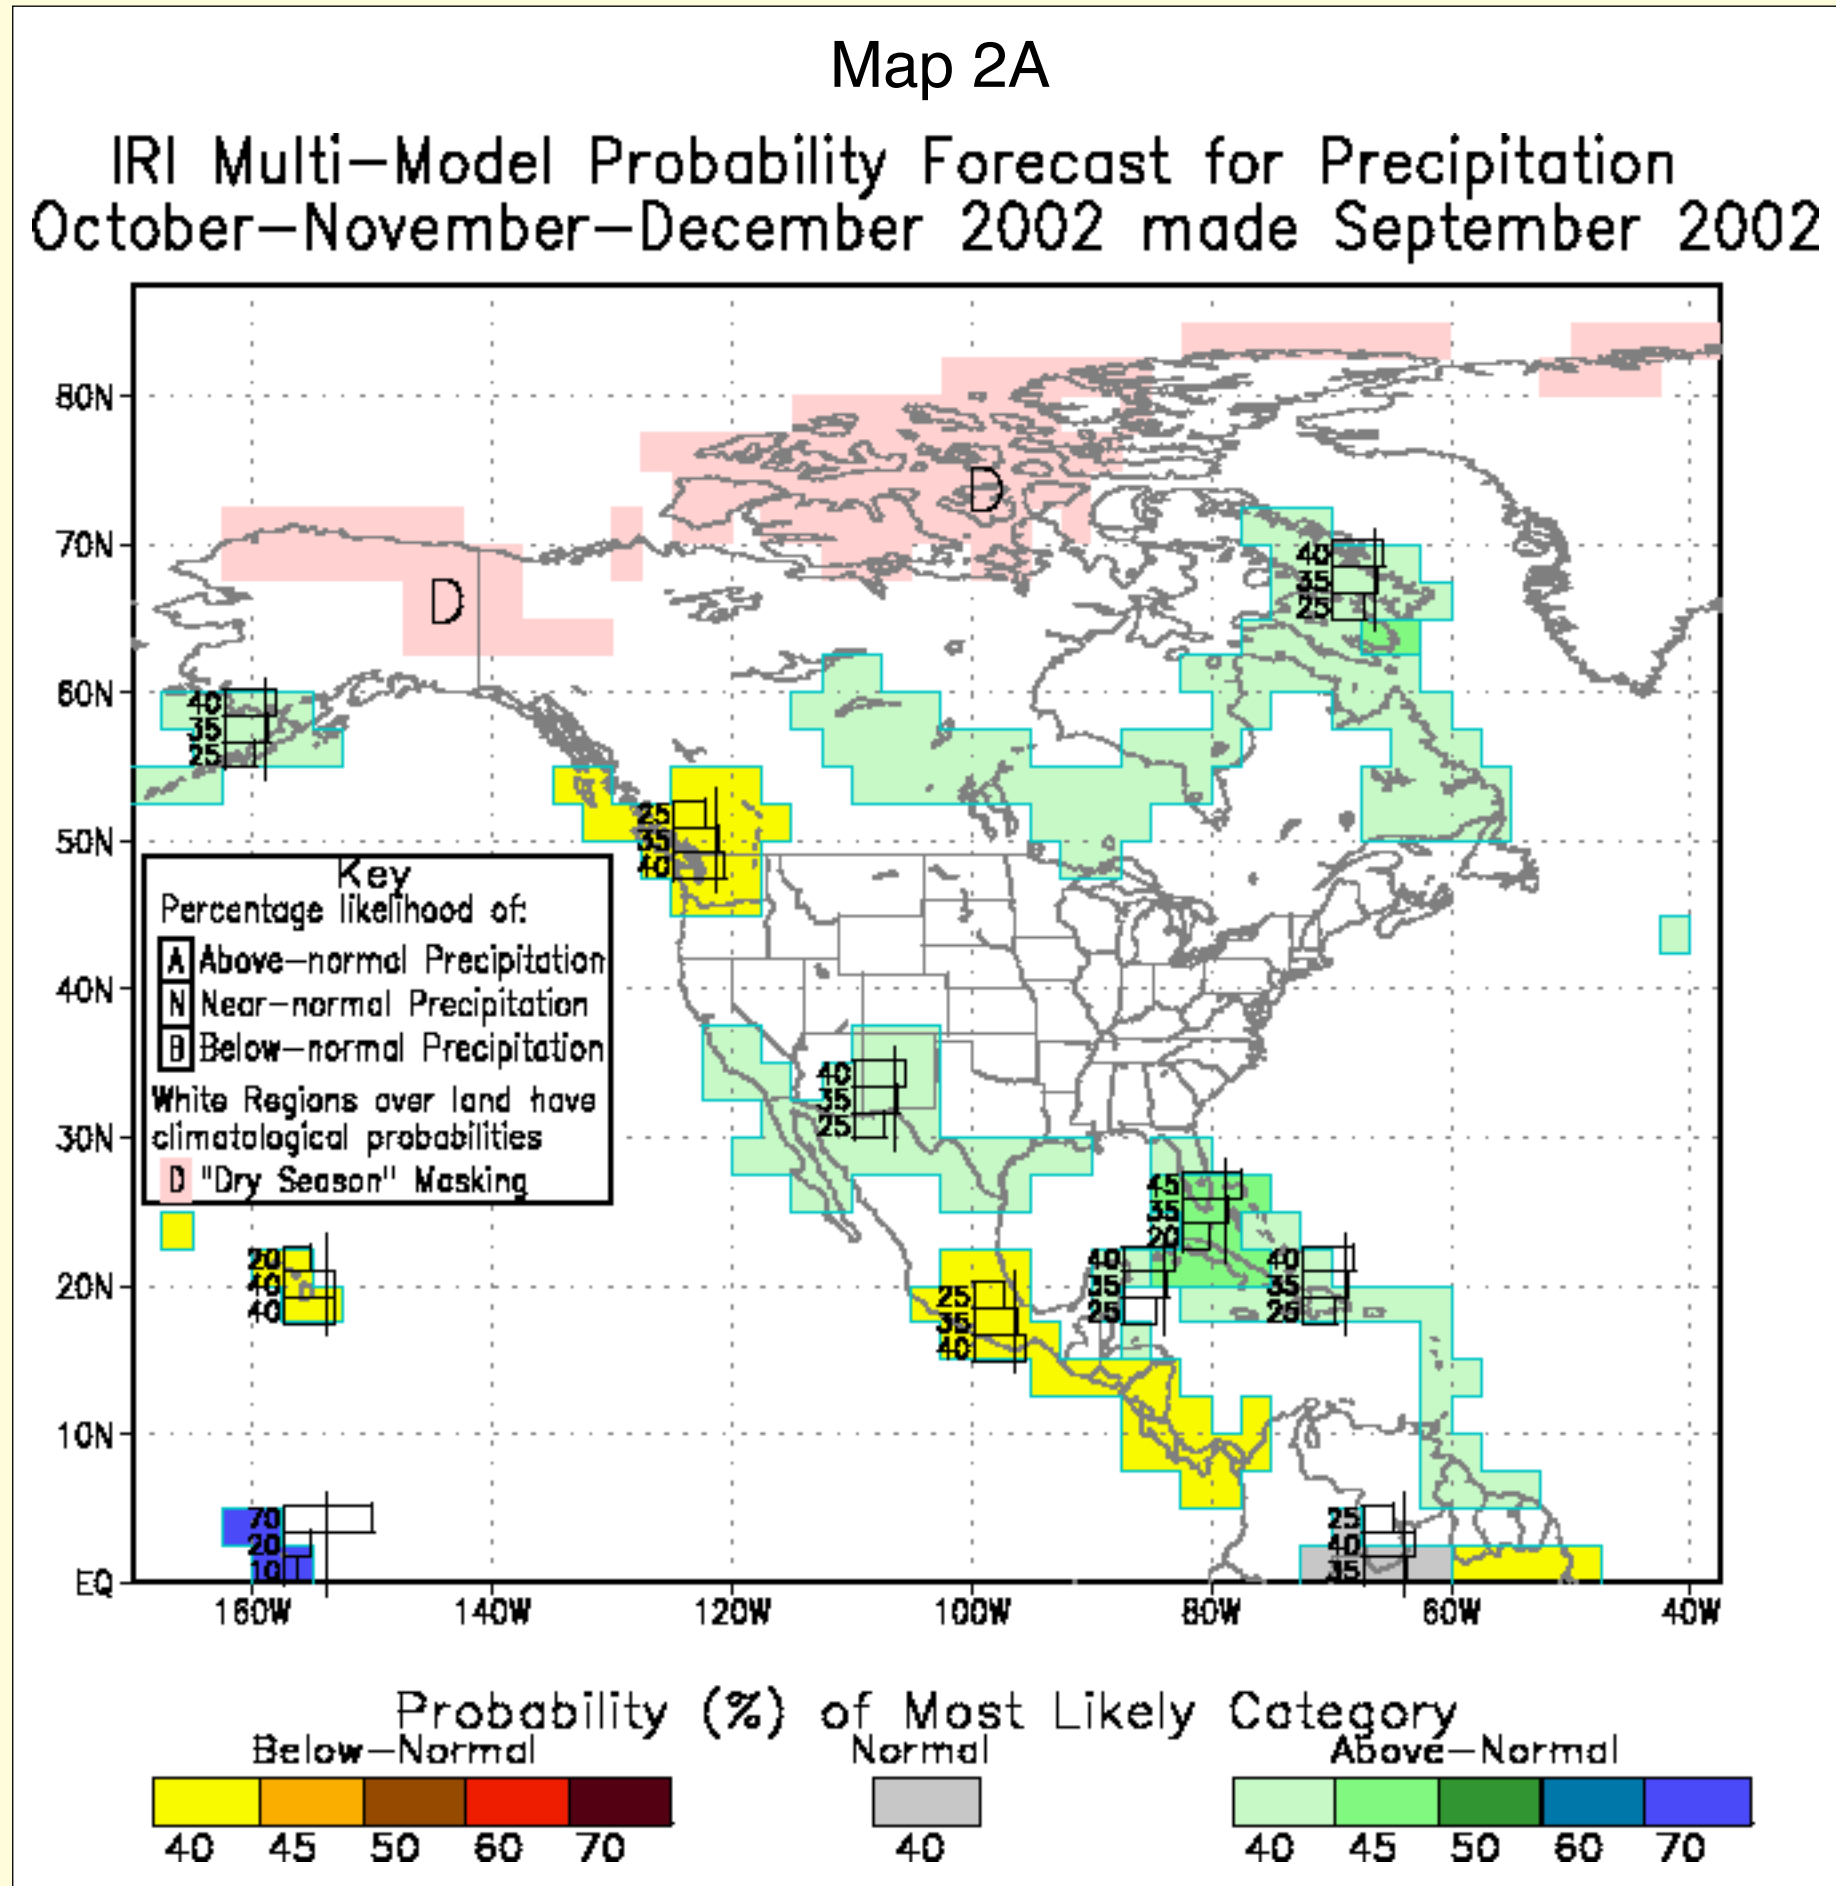 Map 2A
IRI Multi-Model Probability Forecast for Precipitation
October-November-December 2002 made September 2002
80N
70N
60N
50N
40N
30N
20N
10N
EQ
160W 140W 120W 100W 80W 60W 40W
D
D
40
35
25
40
35
25
25
35
40
40
35
25
45
35
20
40
35
25
40
35
25
25
35
40
20
40
40
70
20
10
25
40
35
Key
Percentage likelihood of:
A Above-normal Precipitation
N Near-normal Precipitation
B Below-normal Precipitation
White Regions over land have
climatological probabilities
D "Dry Season" Masking
Probability (%) of Most Likely Category
Below-Normal Normal Above-Normal
40 45 50 60 70 40 40 45 50 60 70